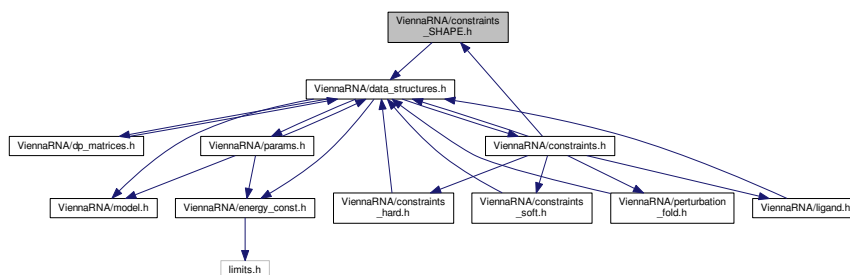 ViennaRNA/constraints
_SHAPE.h
ViennaRNA/data_structures.h
ViennaRNA/dp_matrices.h
ViennaRNA/params.h
ViennaRNA/constraints.h
ViennaRNA/model.h
ViennaRNA/energy_const.h
ViennaRNA/constraints
_hard.h
ViennaRNA/constraints
_soft.h
ViennaRNA/perturbation
_fold.h
ViennaRNA/ligand.h
limits.h